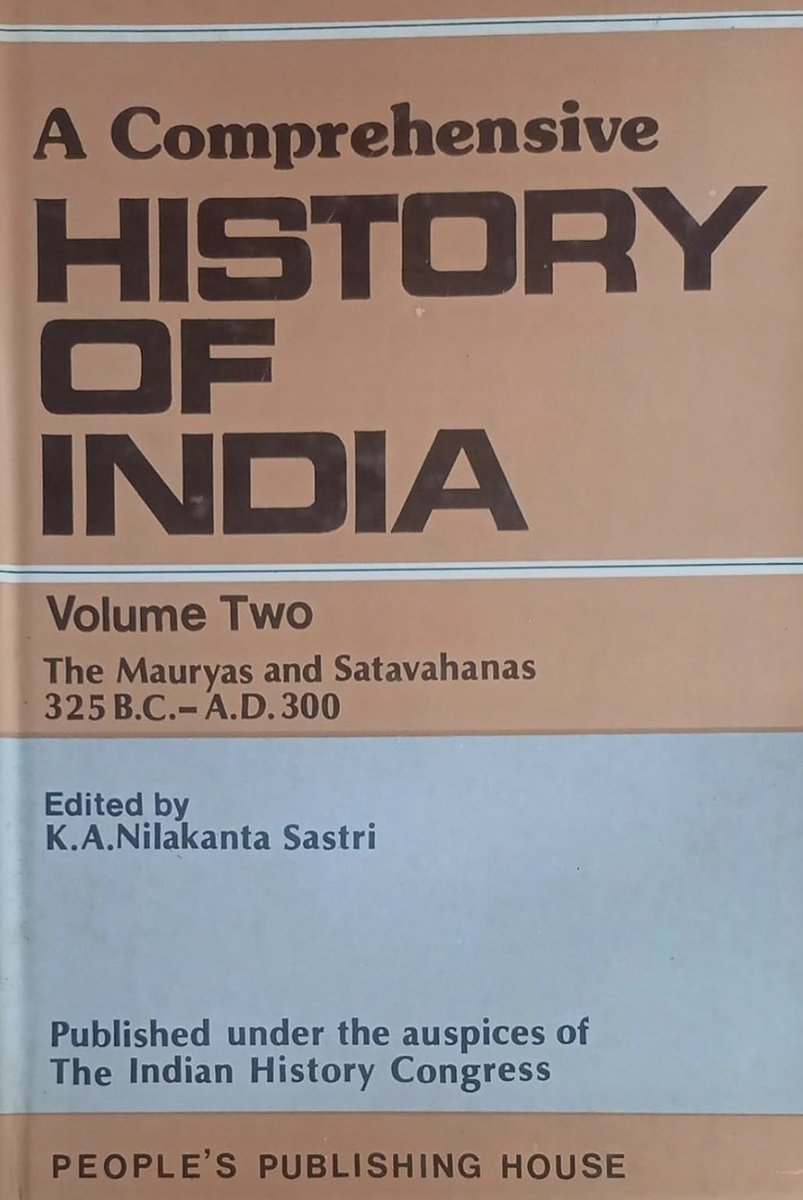 A Comprehensive
HISTORY
OF
INDIA
Volume Two
The Mauryas and Satavahanas
325 B.C.– A.D. 300
Edited by
K.A.Nilakanta Sastri
Published under the auspices of
The Indian History Congress
PEOPLE'S PUBLISHING HOUSE